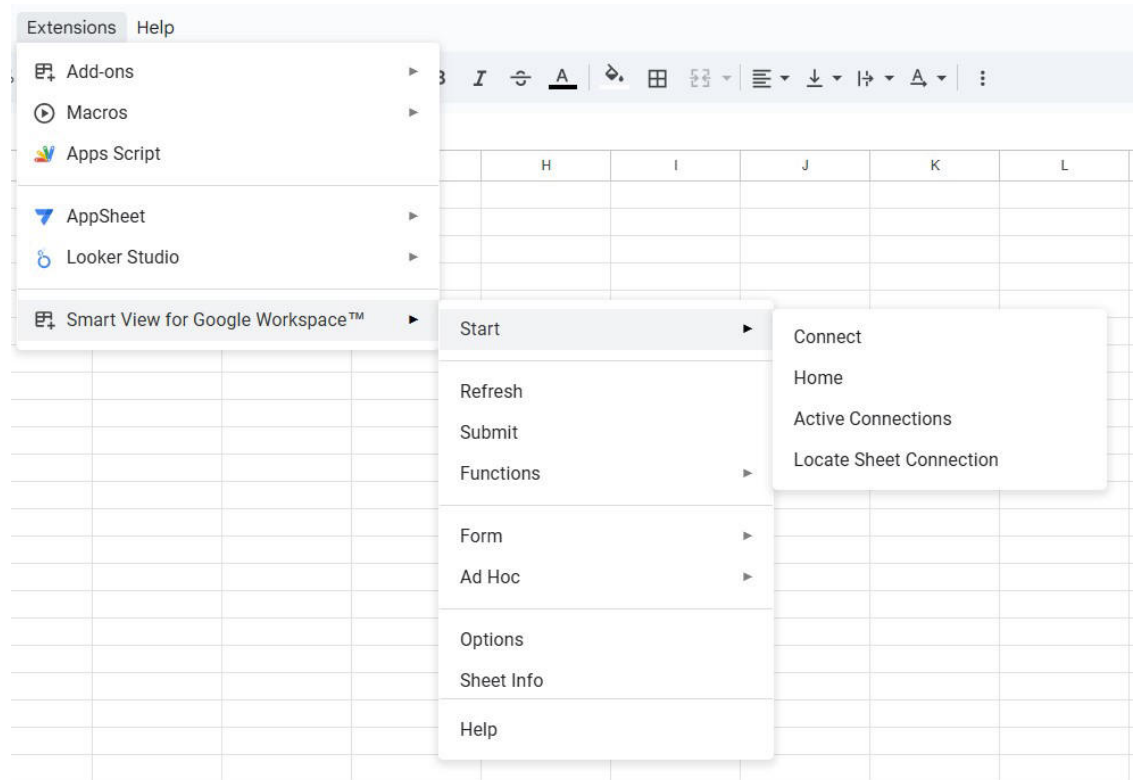 Extensions Help
Add-ons
Macros
Apps Script
AppSheet
Looker Studio
Smart View for Google Workspace™
Start
Refresh
Submit
Functions
Form
Ad Hoc
Options
Sheet Info
Help
Connect
Home
Active Connections
Locate Sheet Connection
I A A
H I J K L